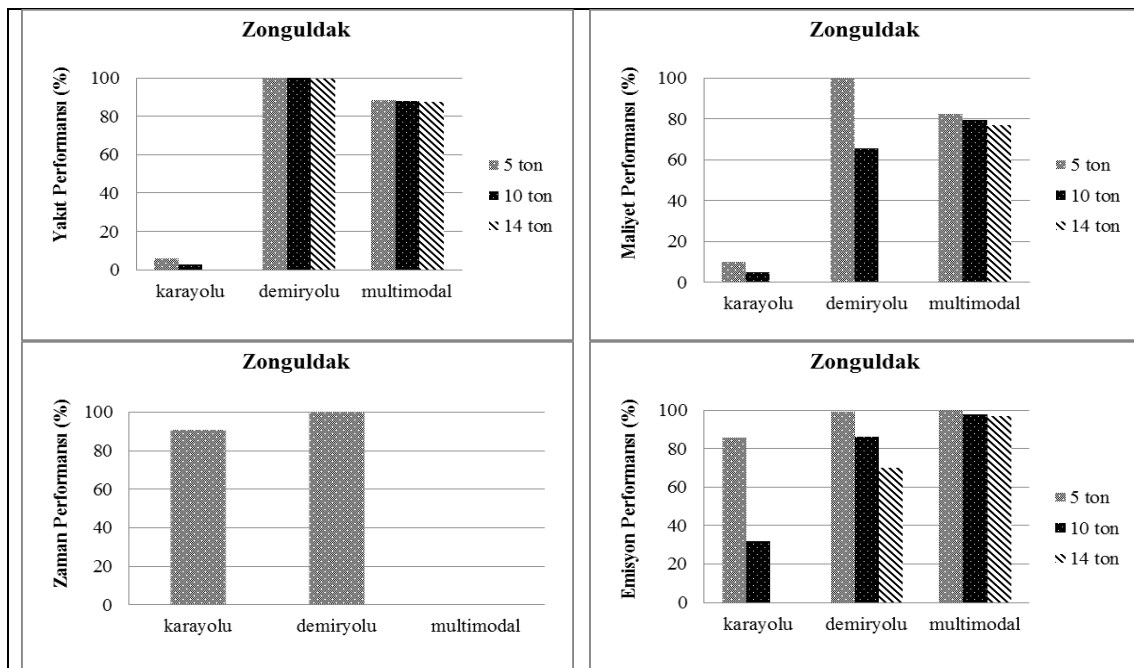 Zonguldak
Yakıt Performansı (%)
100
80
60
40
20
0
karayolu demiryolu multimodal
5 ton
10 ton
14 ton
Zonguldak
Maliyet Performansı (%)
100
80
60
40
20
0
karayolu demiryolu multimodal
5 ton
10 ton
14 ton
Zonguldak
Zaman Performansı (%)
100
80
60
40
20
0
karayolu demiryolu multimodal
Zonguldak
Emisyon Performansı (%)
100
80
60
40
20
0
karayolu demiryolu multimodal
5 ton
10 ton
14 ton